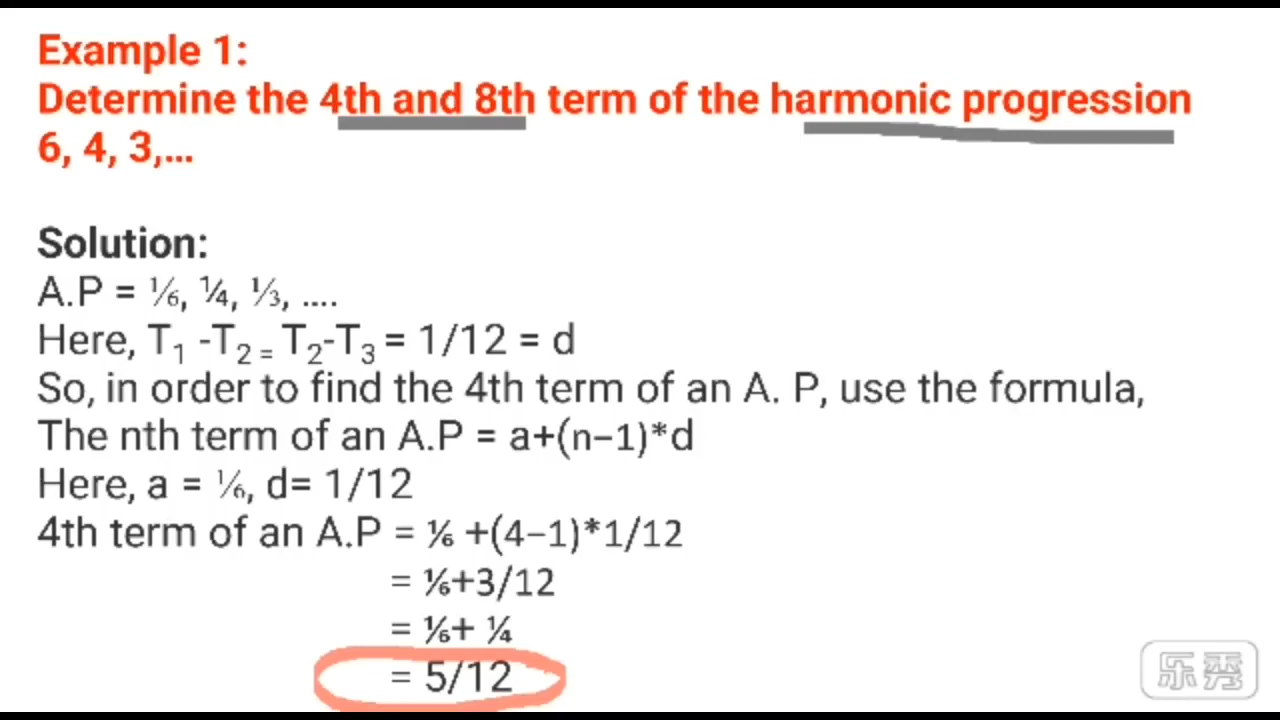 Example 1:
Determine the 4th and 8th term of the harmonic progression
6, 4, 3,...
Solution:
A.P = ⅙, ¼, ⅓, ....
Here, T₁ -T₂ = T₂-T₃ = 1/12 = d
So, in order to find the 4th term of an A. P, use the formula,
The nth term of an A.P = a+(n–1)*d
Here, a = ⅙, d= 1/12
4th term of an A.P = ⅙ +(4–1)*1/12
= ⅙+3/12
= ⅙+ ¼
= 5/12
乐秀